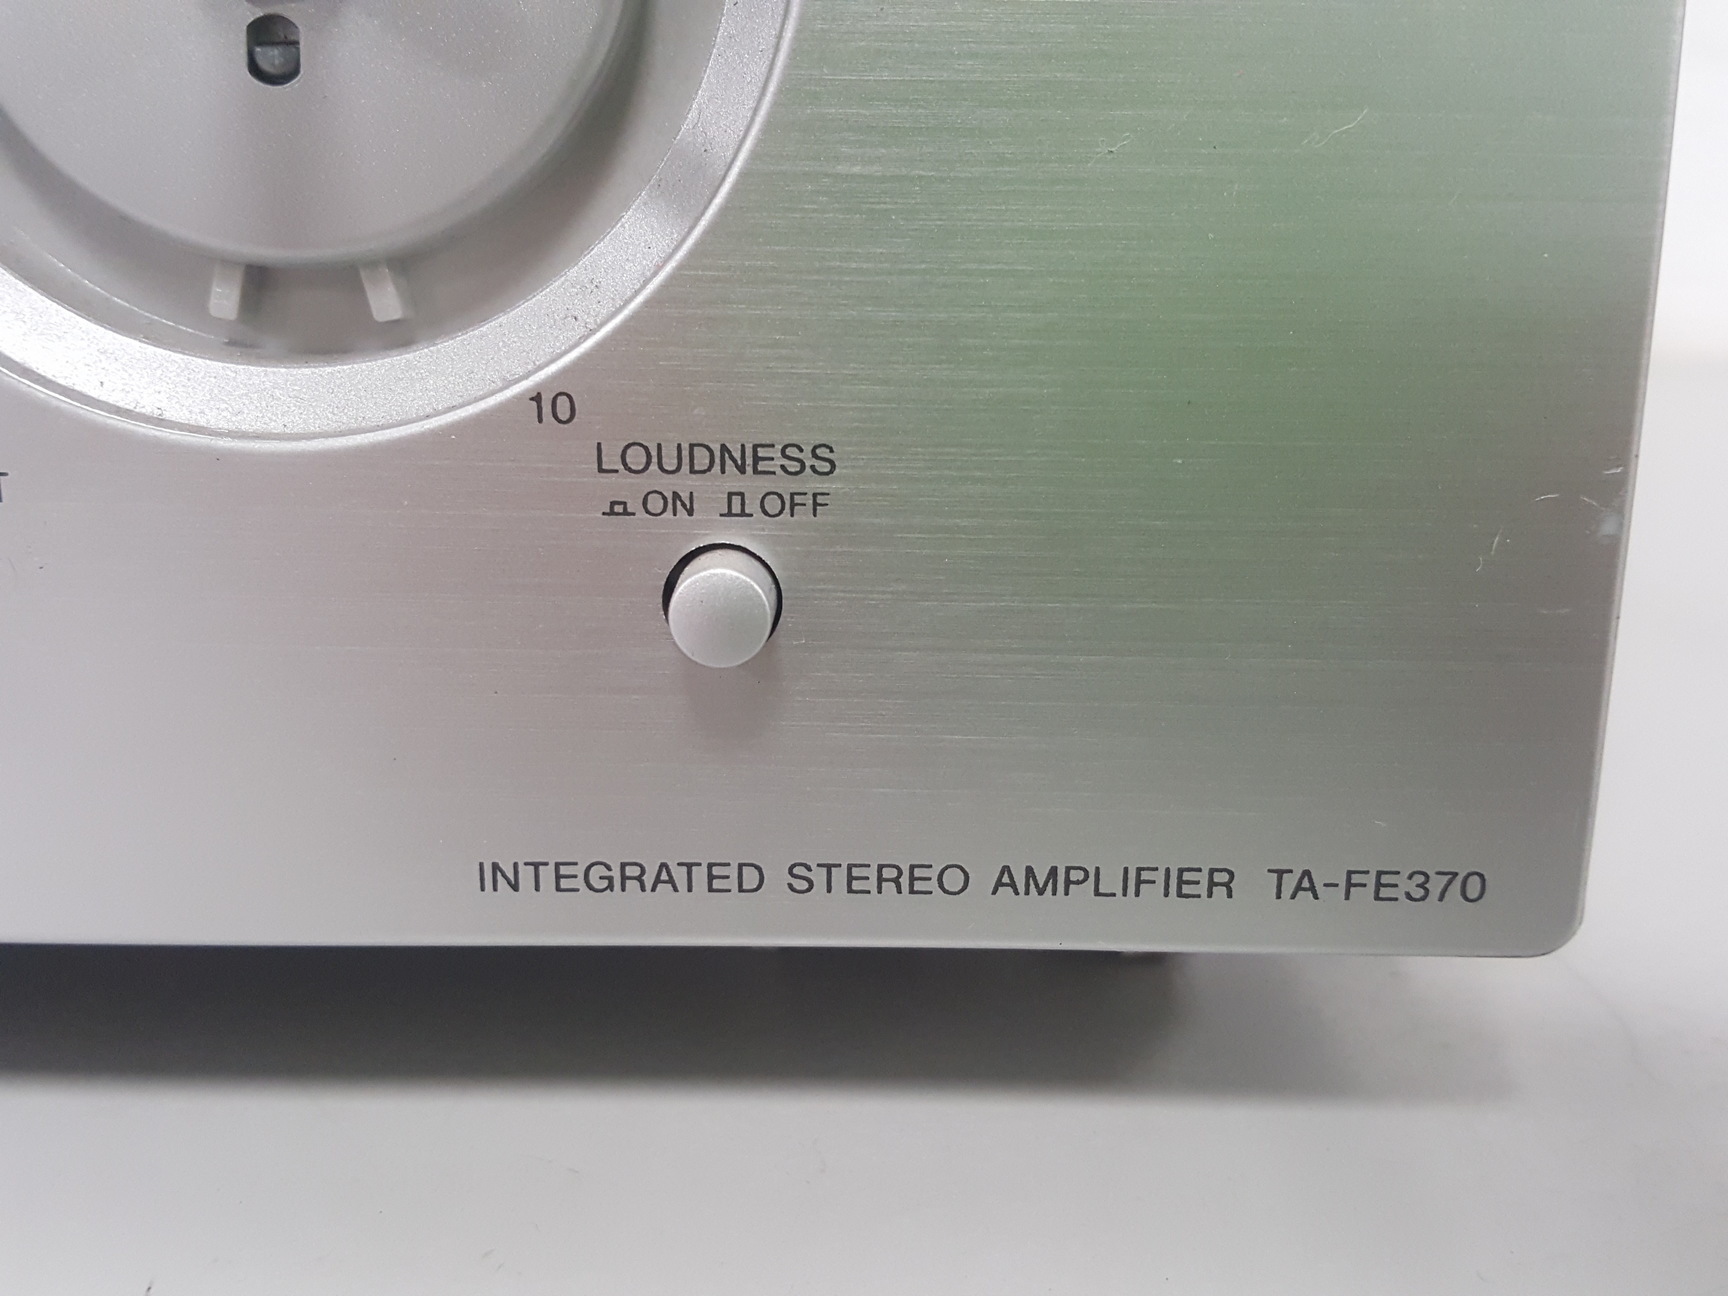 10
LOUDNESS
ON OFF
INTEGRATED STEREO AMPLIFIER TA-FE370